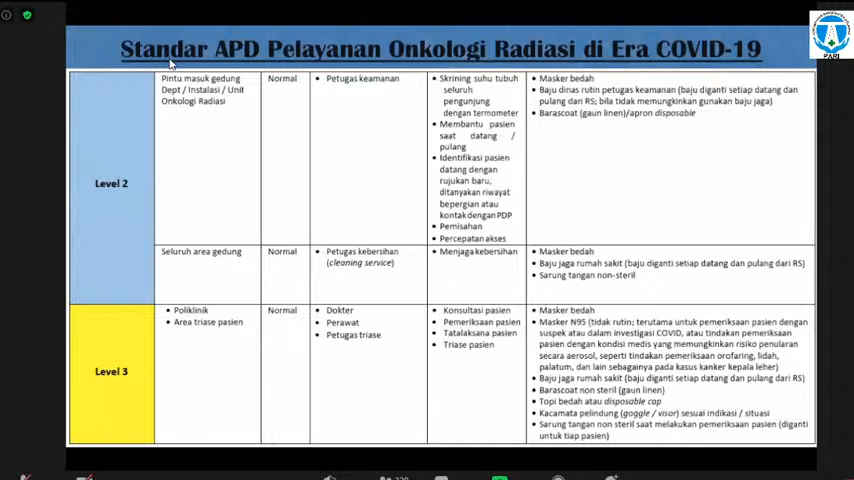 Standar APD Pelayanan Onkologi Radiasi di Era COVID-19
PARI
Level 2
Pintu masuk gedung
Dept / Instalasi / Unit
Onkologi Radiasi
Normal
• Petugas keamanan
• Skrining suhu tubuh
seluruh
pengunjung
dengan termometer
• Membantu pasien
saat datang /
pulang
• Identifikasi pasien
datang dengan
rujukan baru,
ditanyakan riwayat
bepergian atau
kontak dengan PDP
• Pemisahan
• Percepatan akses
• Masker bedah
• Baju dinas rutin petugas keamanan (baju diganti setiap datang dan
pulang dari RS; bila tidak memungkinkan gunakan baju jaga)
• Barascoat (gaun linen)/apron disposable
Seluruh area gedung
Normal
• Petugas kebersihan
(cleaning service)
• Menjaga kebersihan
• Masker bedah
• Baju jaga rumah sakit (baju diganti setiap datang dan pulang dari RS)
• Sarung tangan non-steril
Level 3
• Poliklinik
• Area triase pasien
Normal
• Dokter
• Perawat
• Petugas triase
• Konsultasi pasien
• Pemeriksaan pasien
• Tatalaksana pasien
• Triase pasien
• Masker bedah
• Masker N95 (tidak rutin; terutama untuk pemeriksaan pasien dengan
suspek atau dalam investigasi COVID, atau tindakan pemeriksaan
pasien dengan kondisi medis yang memungkinkan risiko penularan
secara aerosol, seperti tindakan pemeriksaan orofaring, lidah,
palatum, dan lain sebagainya pada kasus kanker kepala leher)
• Baju jaga rumah sakit (baju diganti setiap datang dan pulang dari RS)
• Barascoat non steril (gaun linen)
• Topi bedah atau disposable cap
• Kacamata pelindung (goggle / visor) sesuai indikasi / situasi
• Sarung tangan non steril saat melakukan pemeriksaan pasien (diganti
untuk tiap pasien)